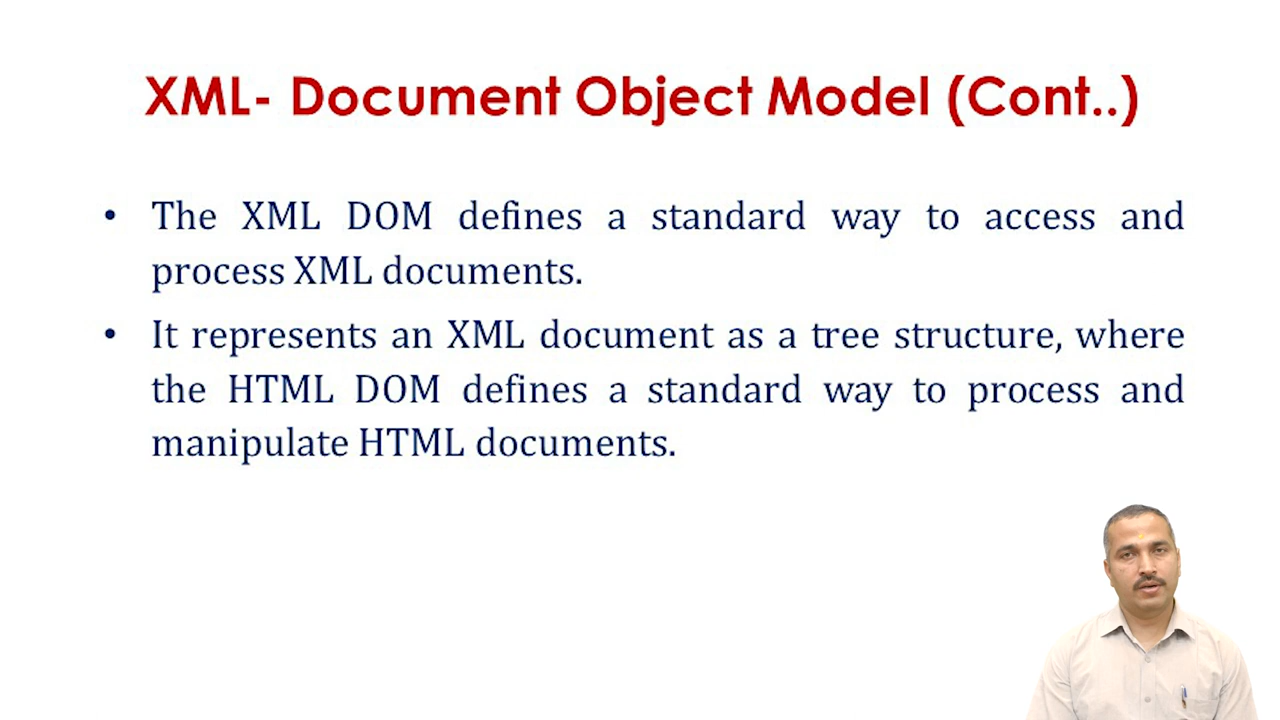 XML- Document Object Model (Cont..)
• The XML DOM defines a standard way to access and
process XML documents.
• It represents an XML document as a tree structure, where
the HTML DOM defines a standard way to process and
manipulate HTML documents.